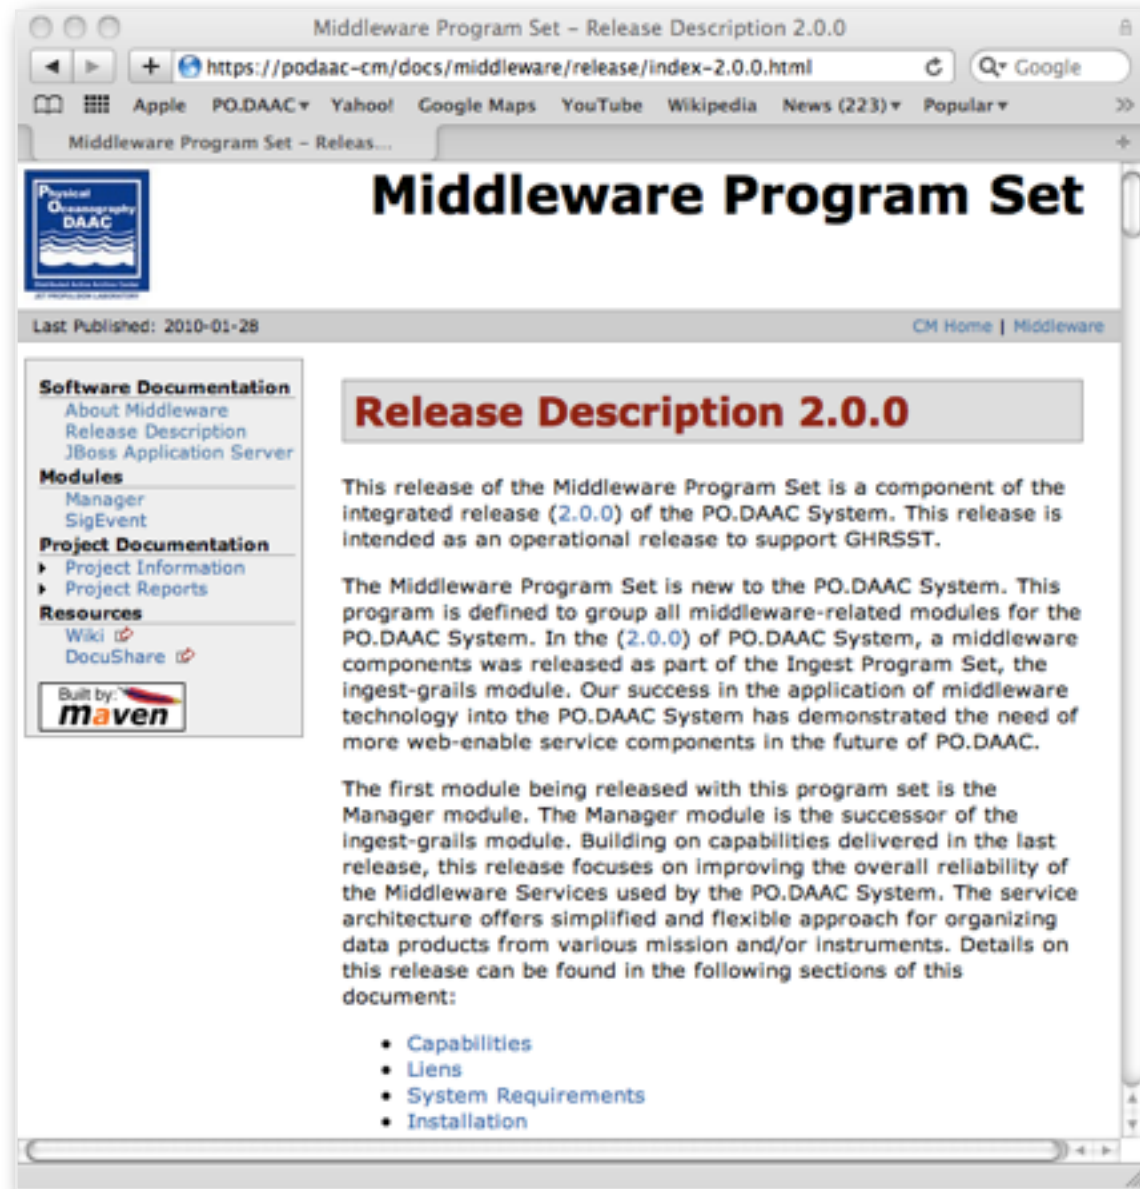 Middleware Program Set – Release Description 2.0.0
https://podaac-cm/docs/middleware/release/index-2.0.0.html
Google
Apple PO.DAAC Yahoo! Google Maps YouTube Wikipedia News (223) Popular
Middleware Program Set – Releas...
Physical
Oceanography
DAAC
Distributed Active Archive Center
JET PROPULSION LABORATORY
Middleware Program Set
Last Published: 2010-01-28
CM Home | Middleware
Software Documentation
About Middleware
Release Description
JBoss Application Server
Modules
Manager
SigEvent
Project Documentation
Project Information
Project Reports
Resources
Wiki
DocuShare
Built by:
maven
Release Description 2.0.0
This release of the Middleware Program Set is a component of the
integrated release (2.0.0) of the PO.DAAC System. This release is
intended as an operational release to support GHRSST.
The Middleware Program Set is new to the PO.DAAC System. This
program is defined to group all middleware-related modules for the
PO.DAAC System. In the (2.0.0) of PO.DAAC System, a middleware
components was released as part of the Ingest Program Set, the
ingest-grails module. Our success in the application of middleware
technology into the PO.DAAC System has demonstrated the need of
more web-enable service components in the future of PO.DAAC.
The first module being released with this program set is the
Manager module. The Manager module is the successor of the
ingest-grails module. Building on capabilities delivered in the last
release, this release focuses on improving the overall reliability of
the Middleware Services used by the PO.DAAC System. The service
architecture offers simplified and flexible approach for organizing
data products from various mission and/or instruments. Details on
this release can be found in the following sections of this
document:
• Capabilities
• Liens
• System Requirements
• Installation